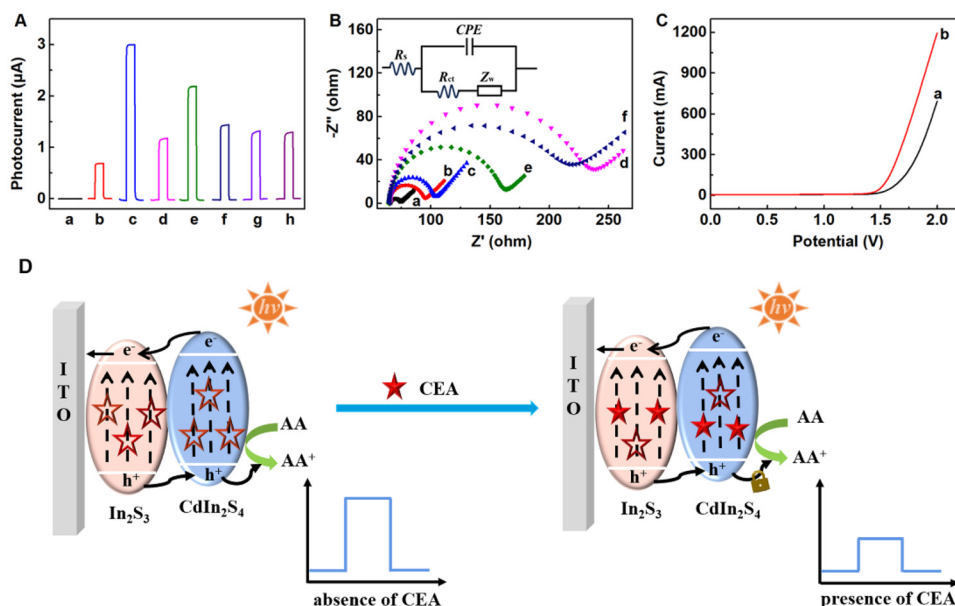 A
Photocurrent (μA)
3
2
1
0
a b c d e f g h
B
-Z'' (ohm)
160
120
80
40
0
CPE
Rs
Rct
Zw
f
d
e
c
b
a
100 150 200 250
Z' (ohm)
C
Current (mA)
1200
900
600
300
0
b
a
0.0 0.5 1.0 1.5 2.0
Potential (V)
D
hν
hν
ITO
e⁻
e⁻
h⁺
h⁺
In₂S₃
CdIn₂S₄
AA
AA⁺
CEA
absence of CEA
ITO
e⁻
e⁻
h⁺
h⁺
In₂S₃
CdIn₂S₄
AA
AA⁺
presence of CEA